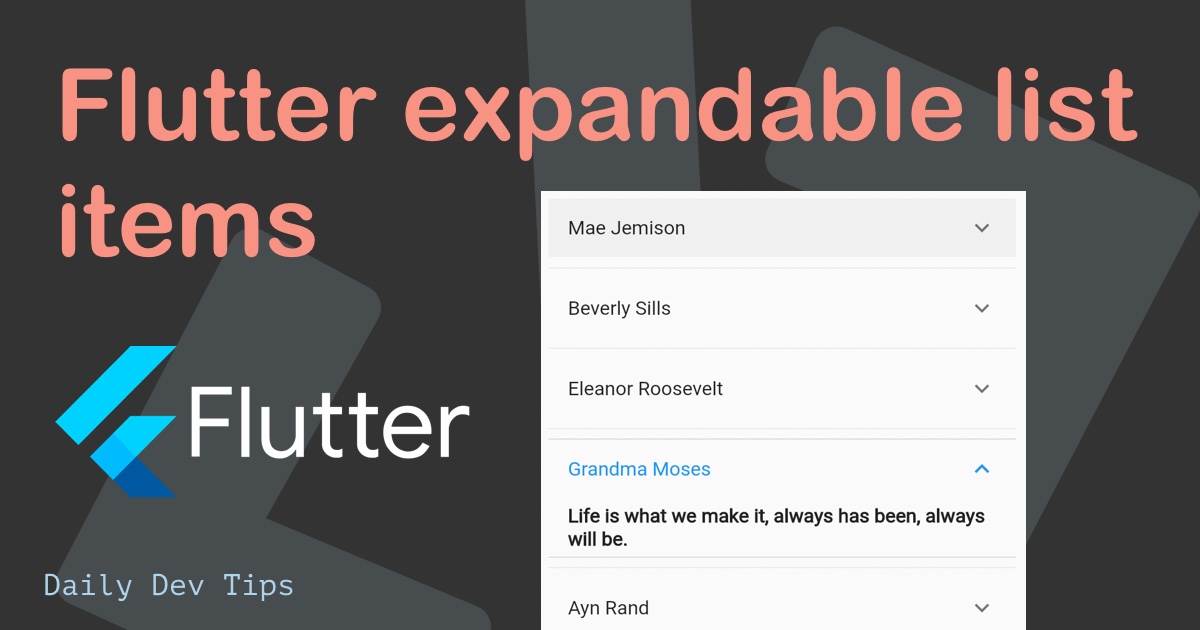 Flutter expandable list
items
Mae Jemison
Beverly Sills
Eleanor Roosevelt
Grandma Moses
Life is what we make it, always has been, always
will be.
Ayn Rand
Flutter
Daily Dev Tips